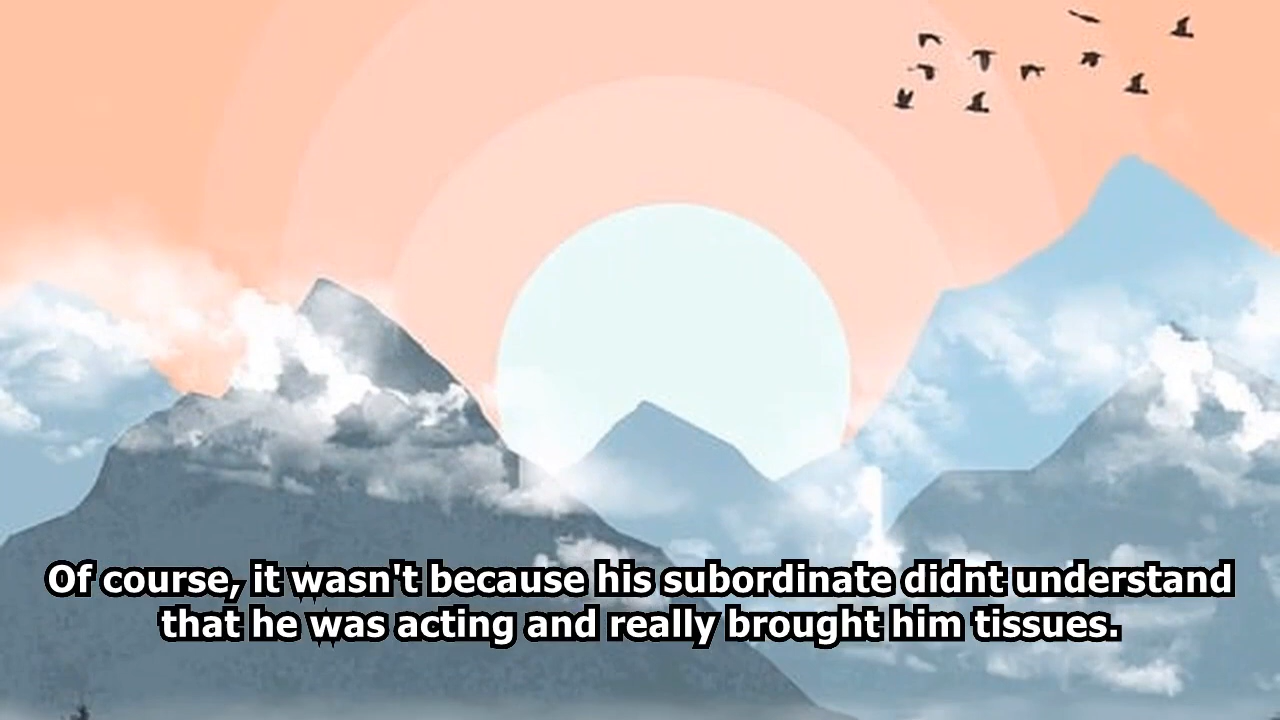 Of course, it wasn't because his subordinate didnt understand
that he was acting and really brought him tissues.